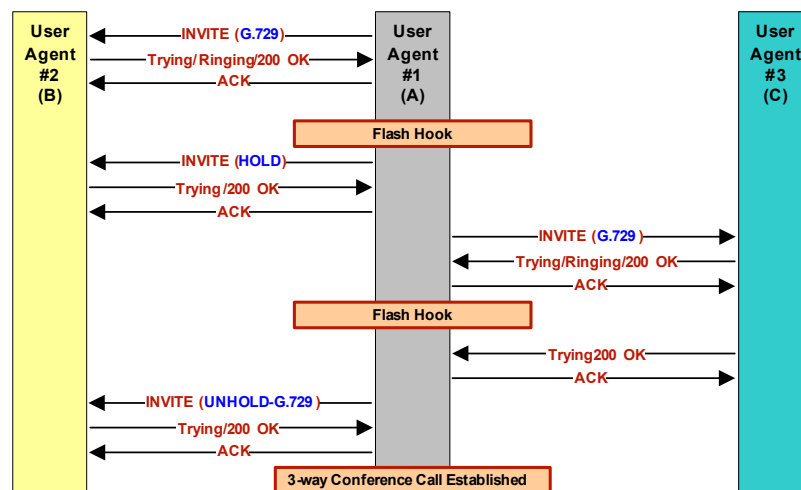 User
Agent
#2
(B)
User
Agent
#1
(A)
User
Agent
#3
(C)
INVITE (G.729)
Trying/Ringing/200 OK
ACK
Flash Hook
INVITE (HOLD)
Trying/200 OK
ACK
INVITE (G.729)
Trying/Ringing/200 OK
ACK
Flash Hook
Trying200 OK
ACK
INVITE (UNHOLD-G.729)
Trying/200 OK
ACK
3-way Conference Call Established